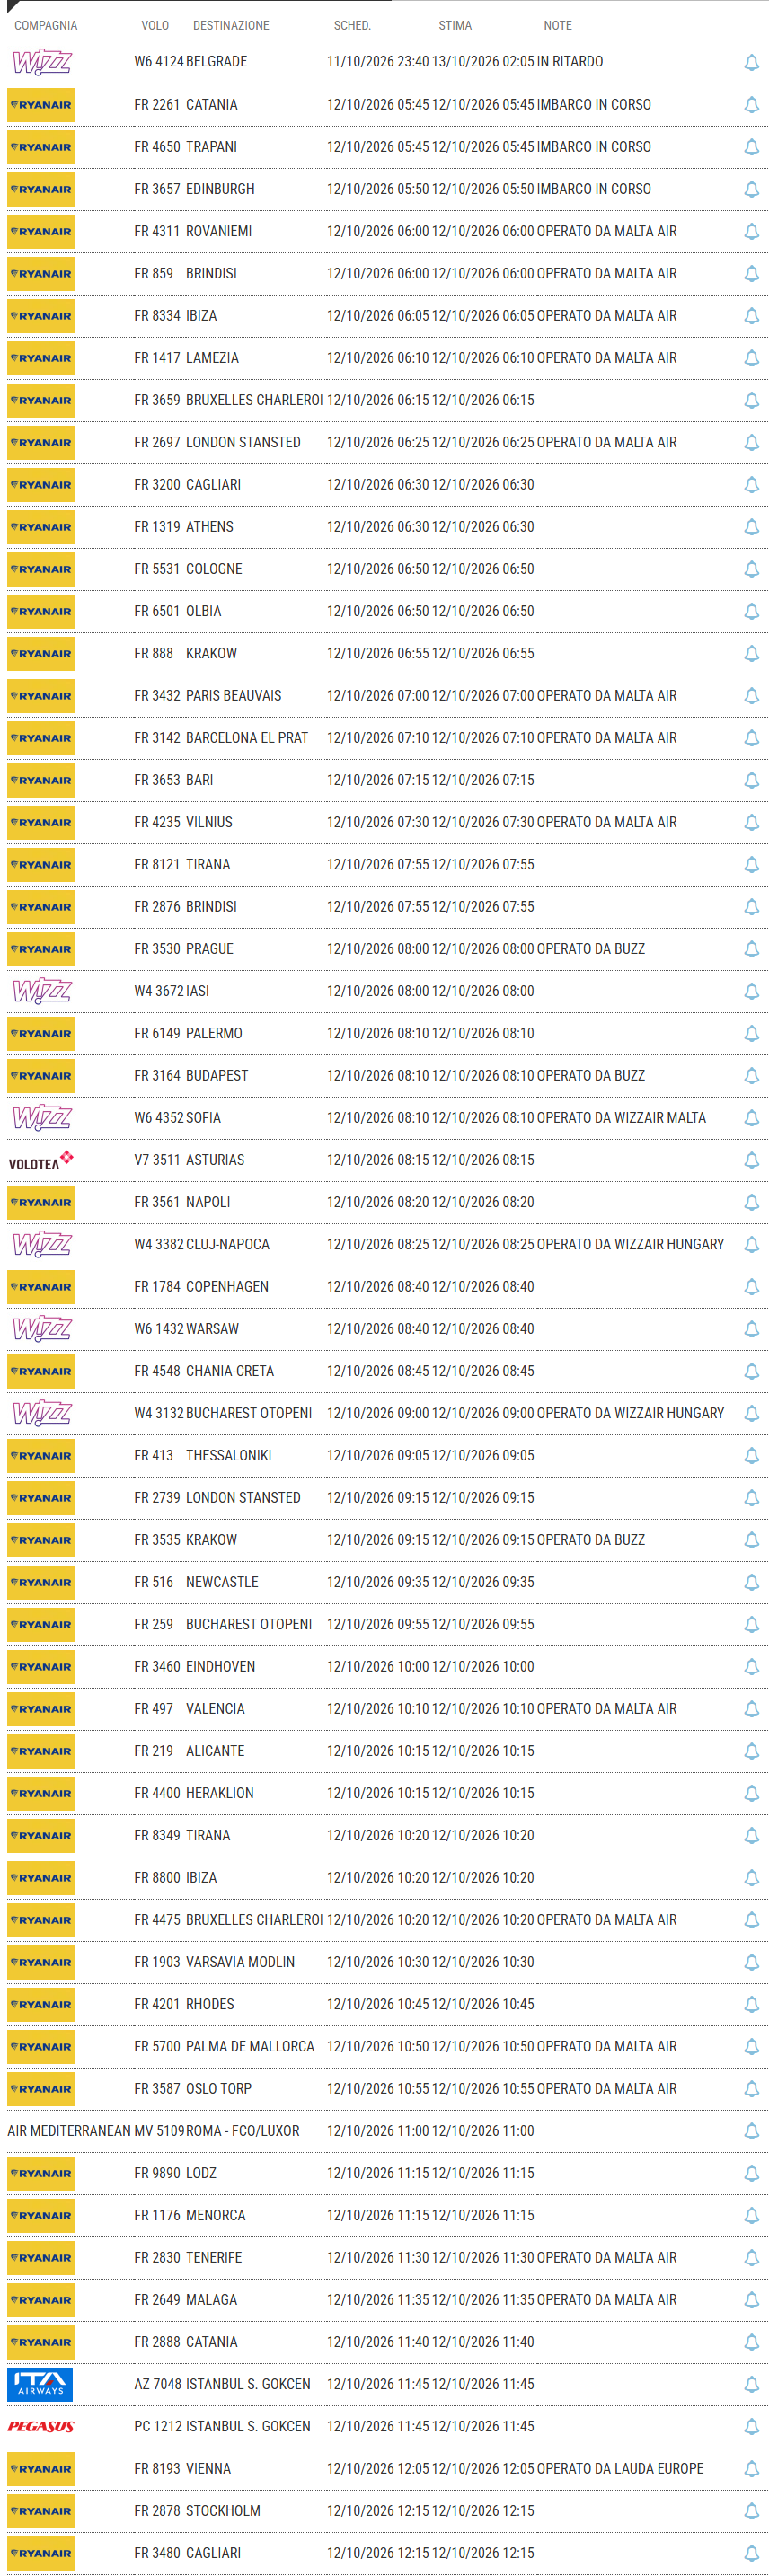 COMPAGNIA VOLO DESTINAZIONE SCHED. STIMA NOTE
WIZZ W6 4124 BELGRADE 11/10/2026 23:40 13/10/2026 02:05 IN RITARDO
RYANAIR FR 2261 CATANIA 12/10/2026 05:45 12/10/2026 05:45 IMBARCO IN CORSO
RYANAIR FR 4650 TRAPANI 12/10/2026 05:45 12/10/2026 05:45 IMBARCO IN CORSO
RYANAIR FR 3657 EDINBURGH 12/10/2026 05:50 12/10/2026 05:50 IMBARCO IN CORSO
RYANAIR FR 4311 ROVANIEMI 12/10/2026 06:00 12/10/2026 06:00 OPERATO DA MALTA AIR
RYANAIR FR 859 BRINDISI 12/10/2026 06:00 12/10/2026 06:00 OPERATO DA MALTA AIR
RYANAIR FR 8334 IBIZA 12/10/2026 06:05 12/10/2026 06:05 OPERATO DA MALTA AIR
RYANAIR FR 1417 LAMEZIA 12/10/2026 06:10 12/10/2026 06:10 OPERATO DA MALTA AIR
RYANAIR FR 3659 BRUXELLES CHARLEROI 12/10/2026 06:15 12/10/2026 06:15
RYANAIR FR 2697 LONDON STANSTED 12/10/2026 06:25 12/10/2026 06:25 OPERATO DA MALTA AIR
RYANAIR FR 3200 CAGLIARI 12/10/2026 06:30 12/10/2026 06:30
RYANAIR FR 1319 ATHENS 12/10/2026 06:30 12/10/2026 06:30
RYANAIR FR 5531 COLOGNE 12/10/2026 06:50 12/10/2026 06:50
RYANAIR FR 6501 OLBIA 12/10/2026 06:50 12/10/2026 06:50
RYANAIR FR 888 KRAKOW 12/10/2026 06:55 12/10/2026 06:55
RYANAIR FR 3432 PARIS BEAUVAIS 12/10/2026 07:00 12/10/2026 07:00 OPERATO DA MALTA AIR
RYANAIR FR 3142 BARCELONA EL PRAT 12/10/2026 07:10 12/10/2026 07:10 OPERATO DA MALTA AIR
RYANAIR FR 3653 BARI 12/10/2026 07:15 12/10/2026 07:15
RYANAIR FR 4235 VILNIUS 12/10/2026 07:30 12/10/2026 07:30 OPERATO DA MALTA AIR
RYANAIR FR 8121 TIRANA 12/10/2026 07:55 12/10/2026 07:55
RYANAIR FR 2876 BRINDISI 12/10/2026 07:55 12/10/2026 07:55
RYANAIR FR 3530 PRAGUE 12/10/2026 08:00 12/10/2026 08:00 OPERATO DA BUZZ
WIZZ W4 3672 IASI 12/10/2026 08:00 12/10/2026 08:00
RYANAIR FR 6149 PALERMO 12/10/2026 08:10 12/10/2026 08:10
RYANAIR FR 3164 BUDAPEST 12/10/2026 08:10 12/10/2026 08:10 OPERATO DA BUZZ
WIZZ W6 4352 SOFIA 12/10/2026 08:10 12/10/2026 08:10 OPERATO DA WIZZAIR MALTA
VOLOTEA V7 3511 ASTURIAS 12/10/2026 08:15 12/10/2026 08:15
RYANAIR FR 3561 NAPOLI 12/10/2026 08:20 12/10/2026 08:20
WIZZ W4 3382 CLUJ-NAPOCA 12/10/2026 08:25 12/10/2026 08:25 OPERATO DA WIZZAIR HUNGARY
RYANAIR FR 1784 COPENHAGEN 12/10/2026 08:40 12/10/2026 08:40
WIZZ W6 1432 WARSAW 12/10/2026 08:40 12/10/2026 08:40
RYANAIR FR 4548 CHANIA-CRETA 12/10/2026 08:45 12/10/2026 08:45
WIZZ W4 3132 BUCHAREST OTOPENI 12/10/2026 09:00 12/10/2026 09:00 OPERATO DA WIZZAIR HUNGARY
RYANAIR FR 413 THESSALONIKI 12/10/2026 09:05 12/10/2026 09:05
RYANAIR FR 2739 LONDON STANSTED 12/10/2026 09:15 12/10/2026 09:15
RYANAIR FR 3535 KRAKOW 12/10/2026 09:15 12/10/2026 09:15 OPERATO DA BUZZ
RYANAIR FR 516 NEWCASTLE 12/10/2026 09:35 12/10/2026 09:35
RYANAIR FR 259 BUCHAREST OTOPENI 12/10/2026 09:55 12/10/2026 09:55
RYANAIR FR 3460 EINDHOVEN 12/10/2026 10:00 12/10/2026 10:00
RYANAIR FR 497 VALENCIA 12/10/2026 10:10 12/10/2026 10:10 OPERATO DA MALTA AIR
RYANAIR FR 219 ALICANTE 12/10/2026 10:15 12/10/2026 10:15
RYANAIR FR 4400 HERAKLION 12/10/2026 10:15 12/10/2026 10:15
RYANAIR FR 8349 TIRANA 12/10/2026 10:20 12/10/2026 10:20
RYANAIR FR 8800 IBIZA 12/10/2026 10:20 12/10/2026 10:20
RYANAIR FR 4475 BRUXELLES CHARLEROI 12/10/2026 10:20 12/10/2026 10:20 OPERATO DA MALTA AIR
RYANAIR FR 1903 VARSAVIA MODLIN 12/10/2026 10:30 12/10/2026 10:30
RYANAIR FR 4201 RHODES 12/10/2026 10:45 12/10/2026 10:45
RYANAIR FR 5700 PALMA DE MALLORCA 12/10/2026 10:50 12/10/2026 10:50 OPERATO DA MALTA AIR
RYANAIR FR 3587 OSLO TORP 12/10/2026 10:55 12/10/2026 10:55 OPERATO DA MALTA AIR
AIR MEDITERRANEAN MV 5109 ROMA - FCO/LUXOR 12/10/2026 11:00 12/10/2026 11:00
RYANAIR FR 9890 LODZ 12/10/2026 11:15 12/10/2026 11:15
RYANAIR FR 1176 MENORCA 12/10/2026 11:15 12/10/2026 11:15
RYANAIR FR 2830 TENERIFE 12/10/2026 11:30 12/10/2026 11:30 OPERATO DA MALTA AIR
RYANAIR FR 2649 MALAGA 12/10/2026 11:35 12/10/2026 11:35 OPERATO DA MALTA AIR
RYANAIR FR 2888 CATANIA 12/10/2026 11:40 12/10/2026 11:40
ITA AIRWAYS AZ 7048 ISTANBUL S. GOKCEN 12/10/2026 11:45 12/10/2026 11:45
PEGASUS PC 1212 ISTANBUL S. GOKCEN 12/10/2026 11:45 12/10/2026 11:45
RYANAIR FR 8193 VIENNA 12/10/2026 12:05 12/10/2026 12:05 OPERATO DA LAUDA EUROPE
RYANAIR FR 2878 STOCKHOLM 12/10/2026 12:15 12/10/2026 12:15
RYANAIR FR 3480 CAGLIARI 12/10/2026 12:15 12/10/2026 12:15